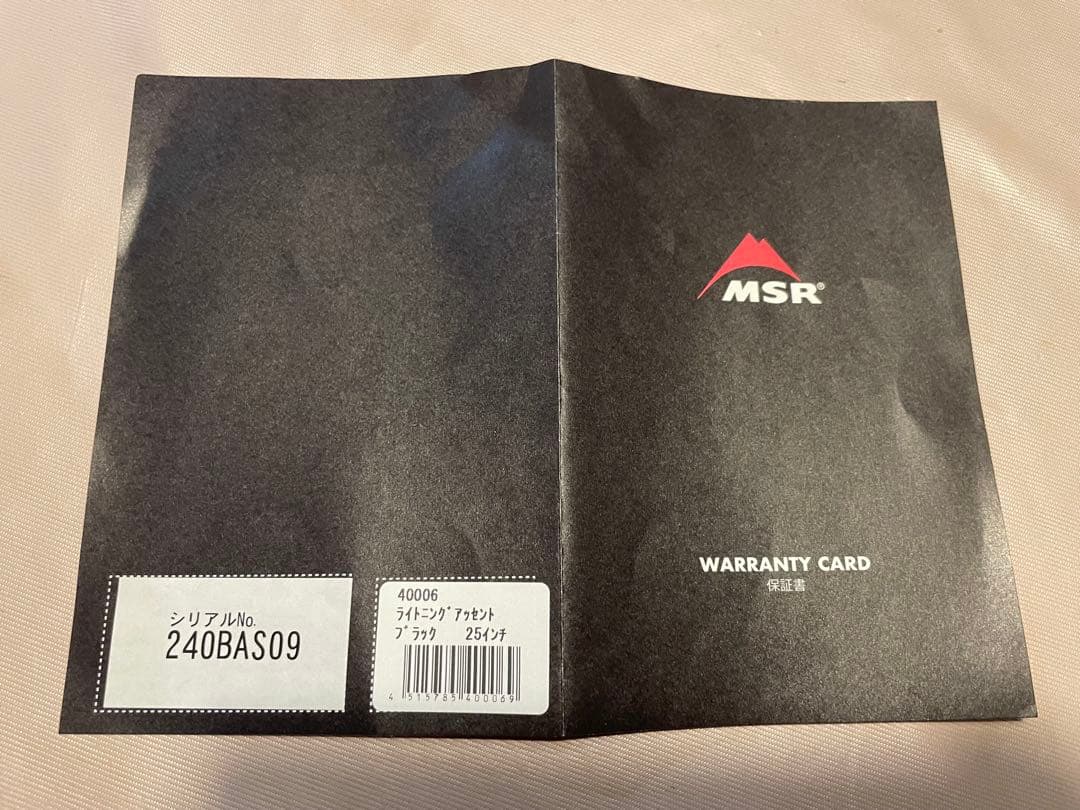 シリアルNo.
240BAS09
40006
ﾗｲﾄﾆﾝｸﾞｱｯｾﾝﾄ
ﾌﾞﾗｯｸ 25ｲﾝﾁ
4 515785 400069
MSR®
WARRANTY CARD
保証書